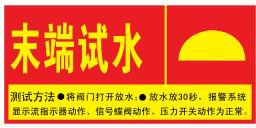 末端试水
测试方法●将阀门打开放水;●放水放30秒，报警系统
显示流指示器动作、信号蝶阀动作、压力开关动作为正常。